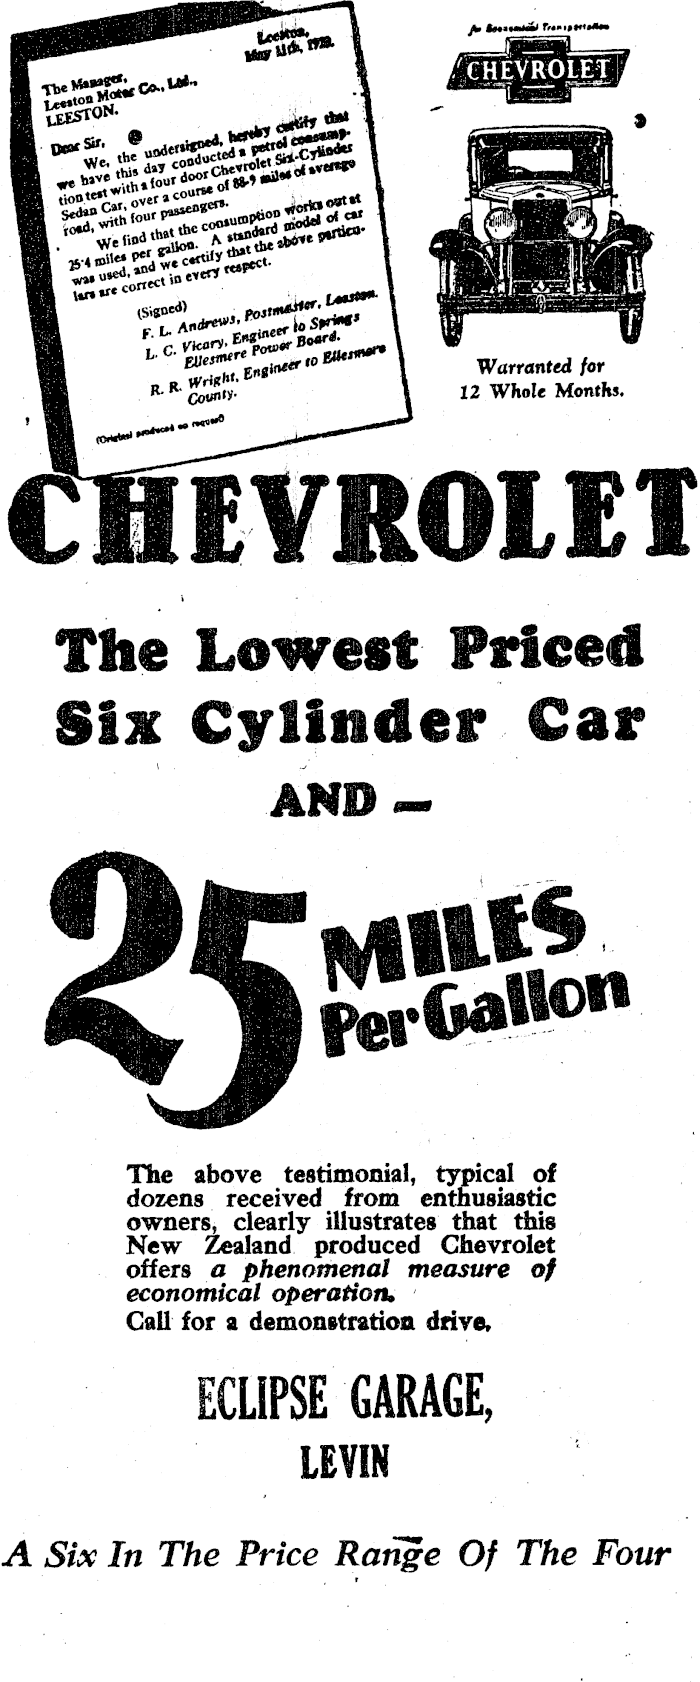 Leeston,
May 11th, 19
The Manager,
Leeston Motor Co., Ltd.,
LEESTON.
Dear Sir,
We, the undersigned, hereby certify that
we have this day conducted a petrol consump-
tion test with a four door Chevrolet Six-Cylinder
Sedan Car, over a course of 88·9 miles of average
road, with four passengers.
We find that the consumption works out at
25·4 miles per gallon. A standard model of car
was used, and we certify that the above particu-
lars are correct in every respect.
(Signed)
F. L. Andrews, Postmaster, Leeston.
L. C. Vicary, Engineer to Springs
Ellesmere Power Board.
R. R. Wright, Engineer to Ellesmere
County.
(Original produced on request)
for Economical Transportation
CHEVROLET
Warranted for
12 Whole Months.
CHEVROLET
The Lowest Priced
Six Cylinder Car
AND —
25 MILES
Per Gallon
The above testimonial, typical of
dozens received from enthusiastic
owners, clearly illustrates that this
New Zealand produced Chevrolet
offers a phenomenal measure of
economical operation.
Call for a demonstration drive.
ECLIPSE GARAGE,
LEVIN
A Six In The Price Range Of The Four